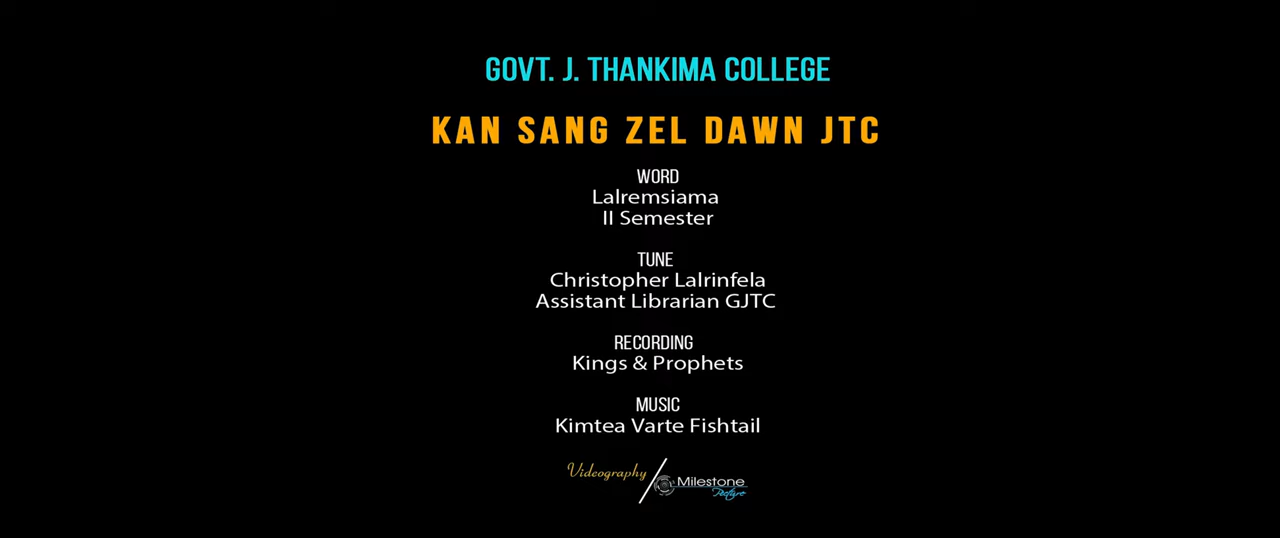 GOVT. J. THANKIMA COLLEGE
KAN SANG ZEL DAWN JTC
WORD
Lalremsiama
II Semester
TUNE
Christopher Lalrinfela
Assistant Librarian GJTC
RECORDING
Kings & Prophets
MUSIC
Kimtea Varte Fishtail
Videography
Milestone
Picture